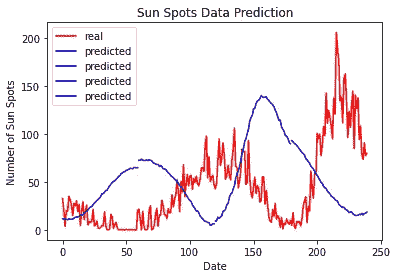 Sun Spots Data Prediction
real
predicted
predicted
predicted
predicted
Number of Sun Spots
200
150
100
50
0
0
50
100
150
200
250
Date